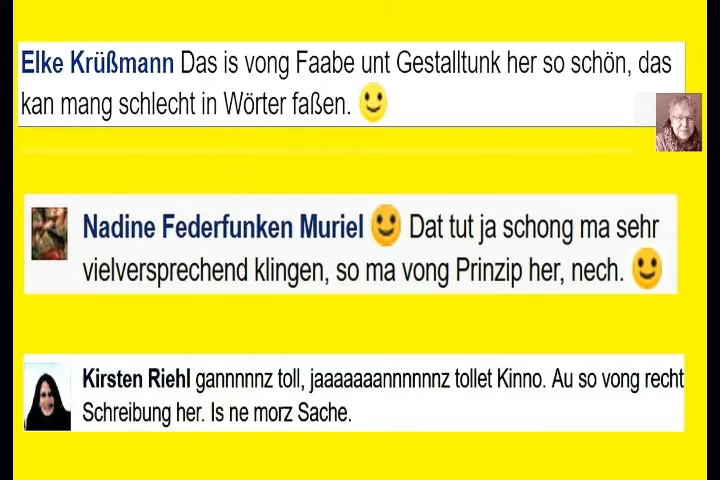 Elke Krüßmann Das is vong Faabe unt Gestalltunk her so schön, das
kan mang schlecht in Wörter faßen. 🙂
Nadine Federfunken Muriel 🙂 Dat tut ja schong ma sehr
vielversprechend klingen, so ma vong Prinzip her, nech. 🙂
Kirsten Riehl gannnnnz toll, jaaaaaaannnnnnz tollet Kinno. Au so vong recht
Schreibung her. Is ne morz Sache.